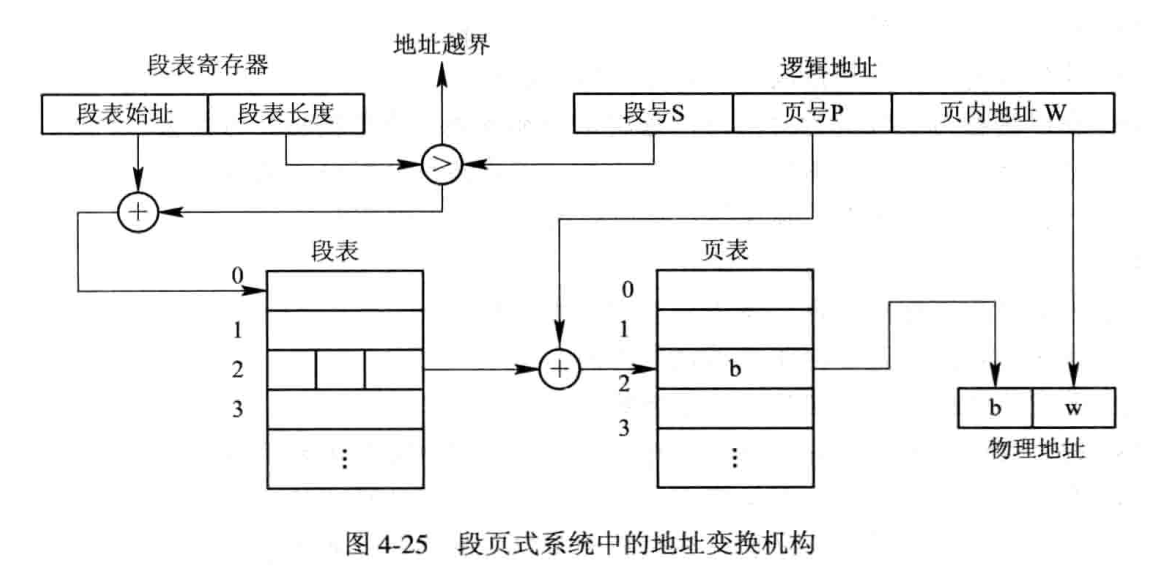 地址越界
段表寄存器
逻辑地址
段表始址 段表长度
段号S 页号P 页内地址 W
>
+
段表
页表
0
1
2
3
⋮
+
0
1
2
3
b
⋮
b w
物理地址
图 4-25 段页式系统中的地址变换机构